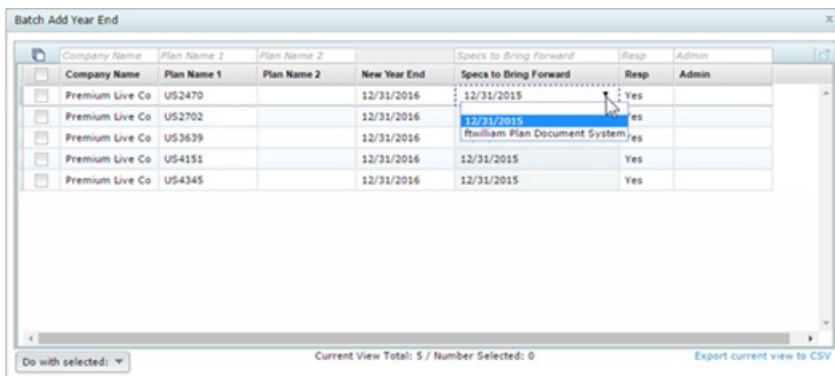 Batch Add Year End x
Company Name Plan Name 1 Plan Name 2 Specs to Bring Forward Resp Admin
Company Name Plan Name 1 Plan Name 2 New Year End Specs to Bring Forward Resp Admin
Premium Live Co US2470 12/31/2016 12/31/2015 Yes
Premium Live Co US2702 12/31/2016 12/31/2015 Yes
Premium Live Co US3639 12/31/2016 ftwilliam Plan Document System Yes
Premium Live Co US4151 12/31/2016 12/31/2015 Yes
Premium Live Co US4345 12/31/2016 12/31/2015 Yes
Do with selected: Current View Total: 5 / Number Selected: 0 Export current view to CSV